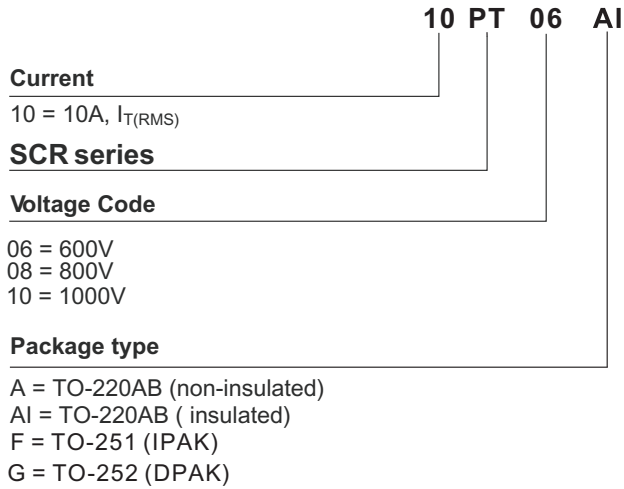 10 PT 06 AI
Current
10 = 10A, IT(RMS)
SCR series
Voltage Code
06 = 600V
08 = 800V
10 = 1000V
Package type
A = TO-220AB (non-insulated)
AI = TO-220AB ( insulated)
F = TO-251 (IPAK)
G = TO-252 (DPAK)